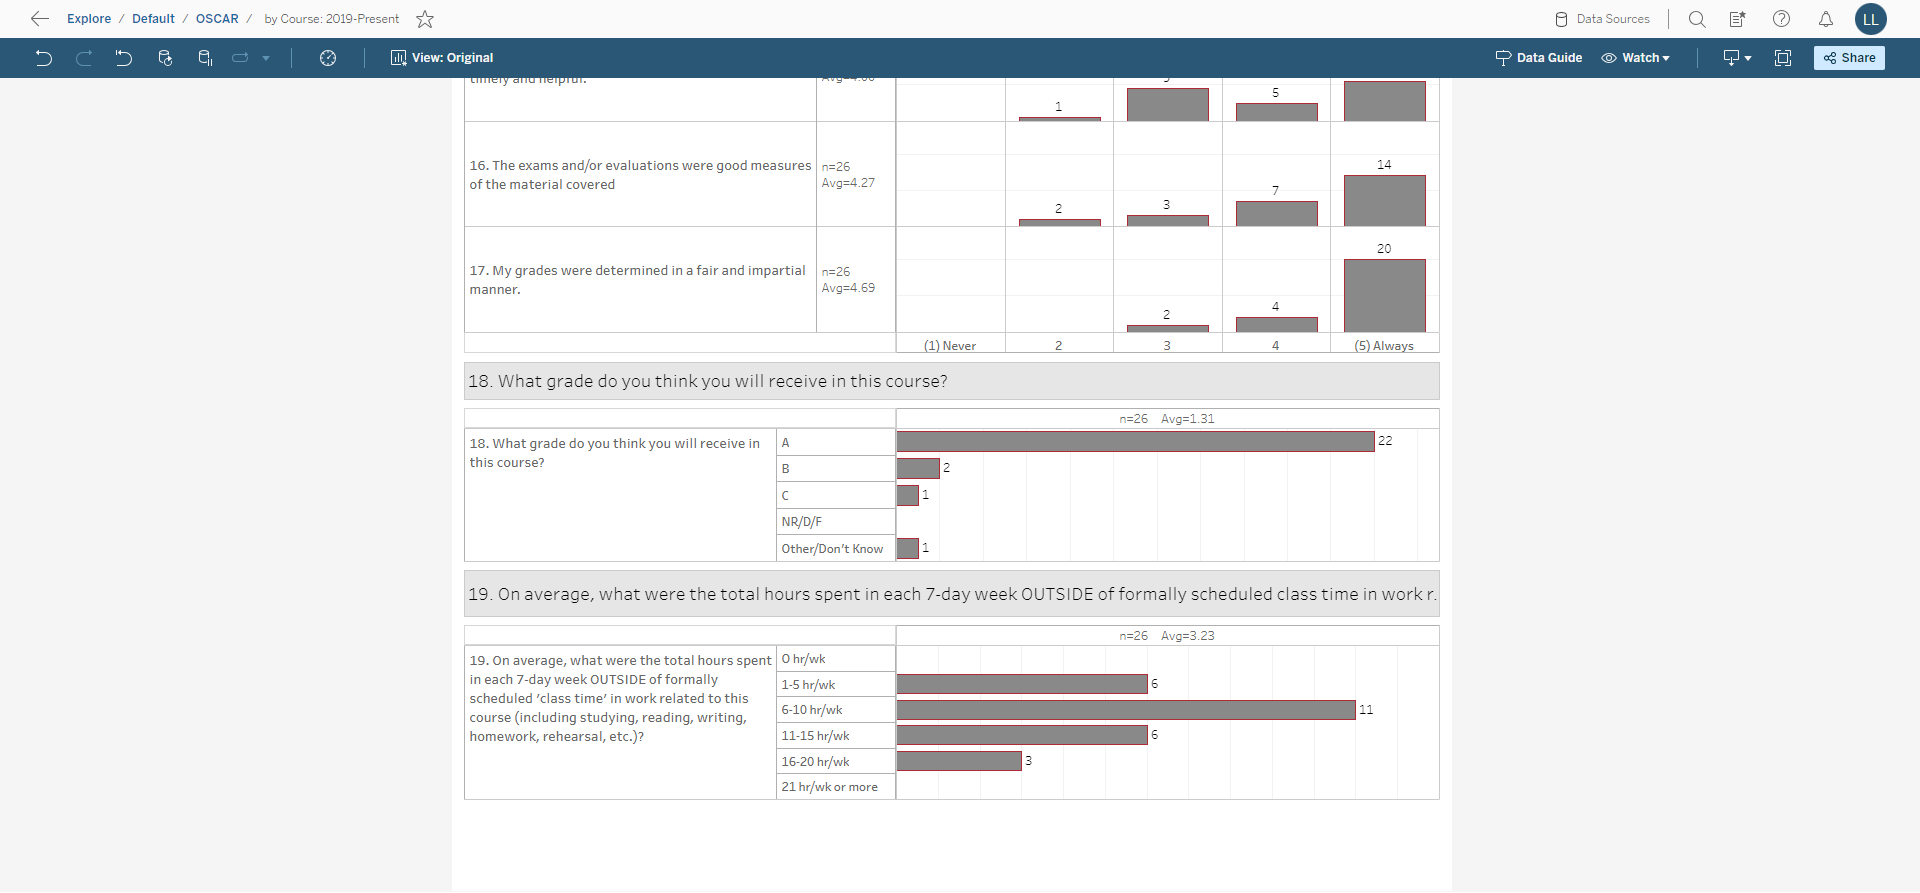 Explore / Default / OSCAR / by Course: 2019-Present
Data Sources
LL
View: Original
Data Guide
Watch
Share
timely and helpful.
1
5
16. The exams and/or evaluations were good measures
of the material covered
n=26
Avg=4.27
2
3
7
14
17. My grades were determined in a fair and impartial
manner.
n=26
Avg=4.69
2
4
20
(1) Never
2
3
4
(5) Always
18. What grade do you think you will receive in this course?
n=26 Avg=1.31
18. What grade do you think you will receive in
this course?
A
22
B
2
C
1
NR/D/F
Other/Don't Know
1
19. On average, what were the total hours spent in each 7-day week OUTSIDE of formally scheduled class time in work r.
n=26 Avg=3.23
19. On average, what were the total hours spent
in each 7-day week OUTSIDE of formally
scheduled ‘class time’ in work related to this
course (including studying, reading, writing,
homework, rehearsal, etc.)?
0 hr/wk
1-5 hr/wk
6
6-10 hr/wk
11
11-15 hr/wk
6
16-20 hr/wk
3
21 hr/wk or more